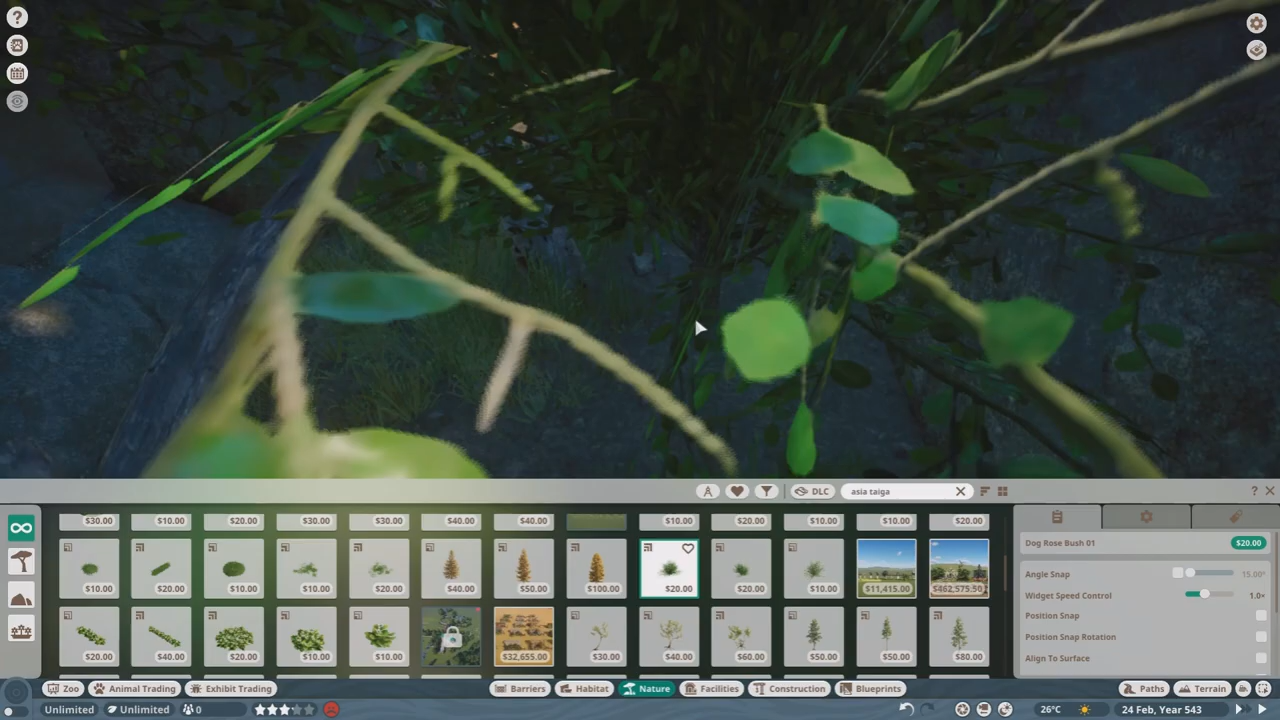 DLC
asia taiga
?
$30.00 $10.00 $20.00 $30.00 $30.00 $40.00 $40.00 $10.00 $20.00 $10.00 $10.00 $20.00
Dog Rose Bush 01 $20.00
$10.00 $20.00 $10.00 $10.00 $20.00 $40.00 $50.00 $100.00 $20.00 $20.00 $10.00 $11,415.00 $462,575.50
Angle Snap 15.00°
Widget Speed Control 1.0×
Position Snap
Position Snap Rotation
Align To Surface
$20.00 $40.00 $20.00 $10.00 $10.00 $32,655.00 $30.00 $40.00 $60.00 $50.00 $50.00 $80.00
Zoo Animal Trading Exhibit Trading Barriers Habitat Nature Facilities Construction Blueprints Paths Terrain
Unlimited Unlimited 0 26°C 24 Feb, Year 543